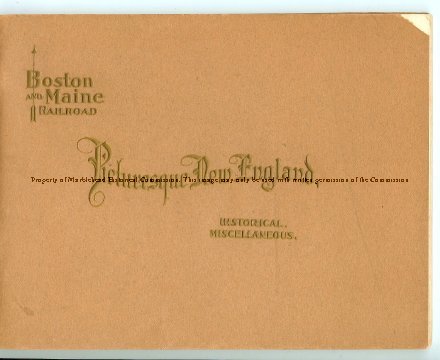 Boston
AND Maine
RAILROAD
Picturesque New England,
Property of Marblehead Historical Commission. This image may only be used with written permission of the Commission
HISTORICAL,
MISCELLANEOUS,